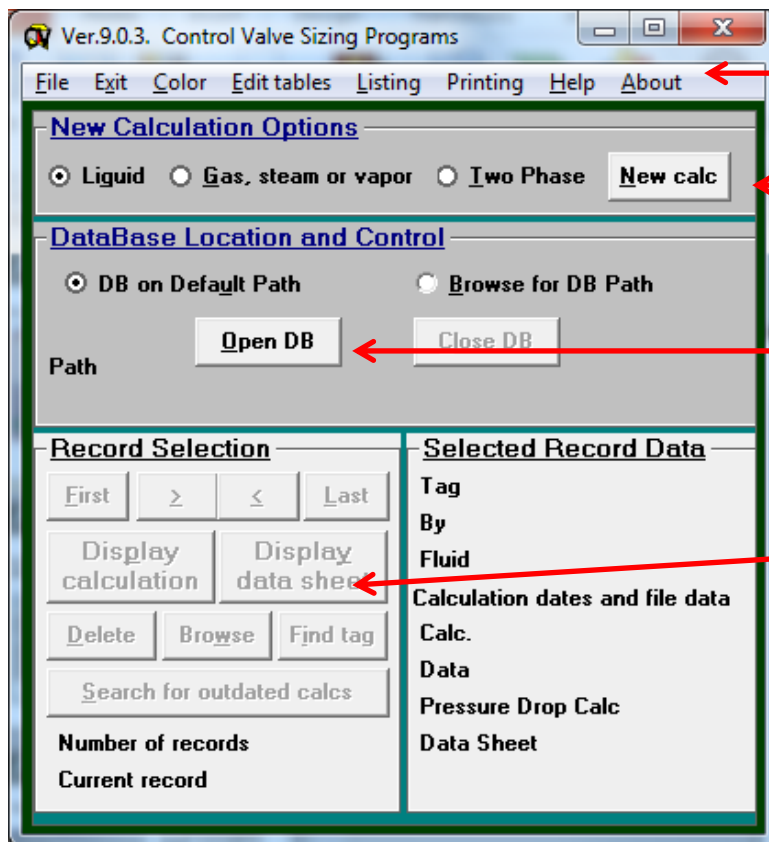 Ver.9.0.3. Control Valve Sizing Programs
File Exit Color Edit tables Listing Printing Help About
New Calculation Options
Liquid Gas, steam or vapor Two Phase New calc
DataBase Location and Control
DB on Default Path Browse for DB Path
Open DB Close DB
Path
Record Selection
First > < Last
Display calculation Display data sheet
Delete Browse Find tag
Search for outdated calcs
Number of records
Current record
Selected Record Data
Tag
By
Fluid
Calculation dates and file data
Calc.
Data
Pressure Drop Calc
Data Sheet